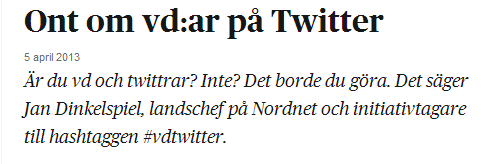 Ont om vd:ar på Twitter
5 april 2013
Är du vd och twittrar? Inte? Det borde du göra. Det säger
Jan Dinkelspiel, landschef på Nordnet och initiativtagare
till hashtaggen #vdtwitter.